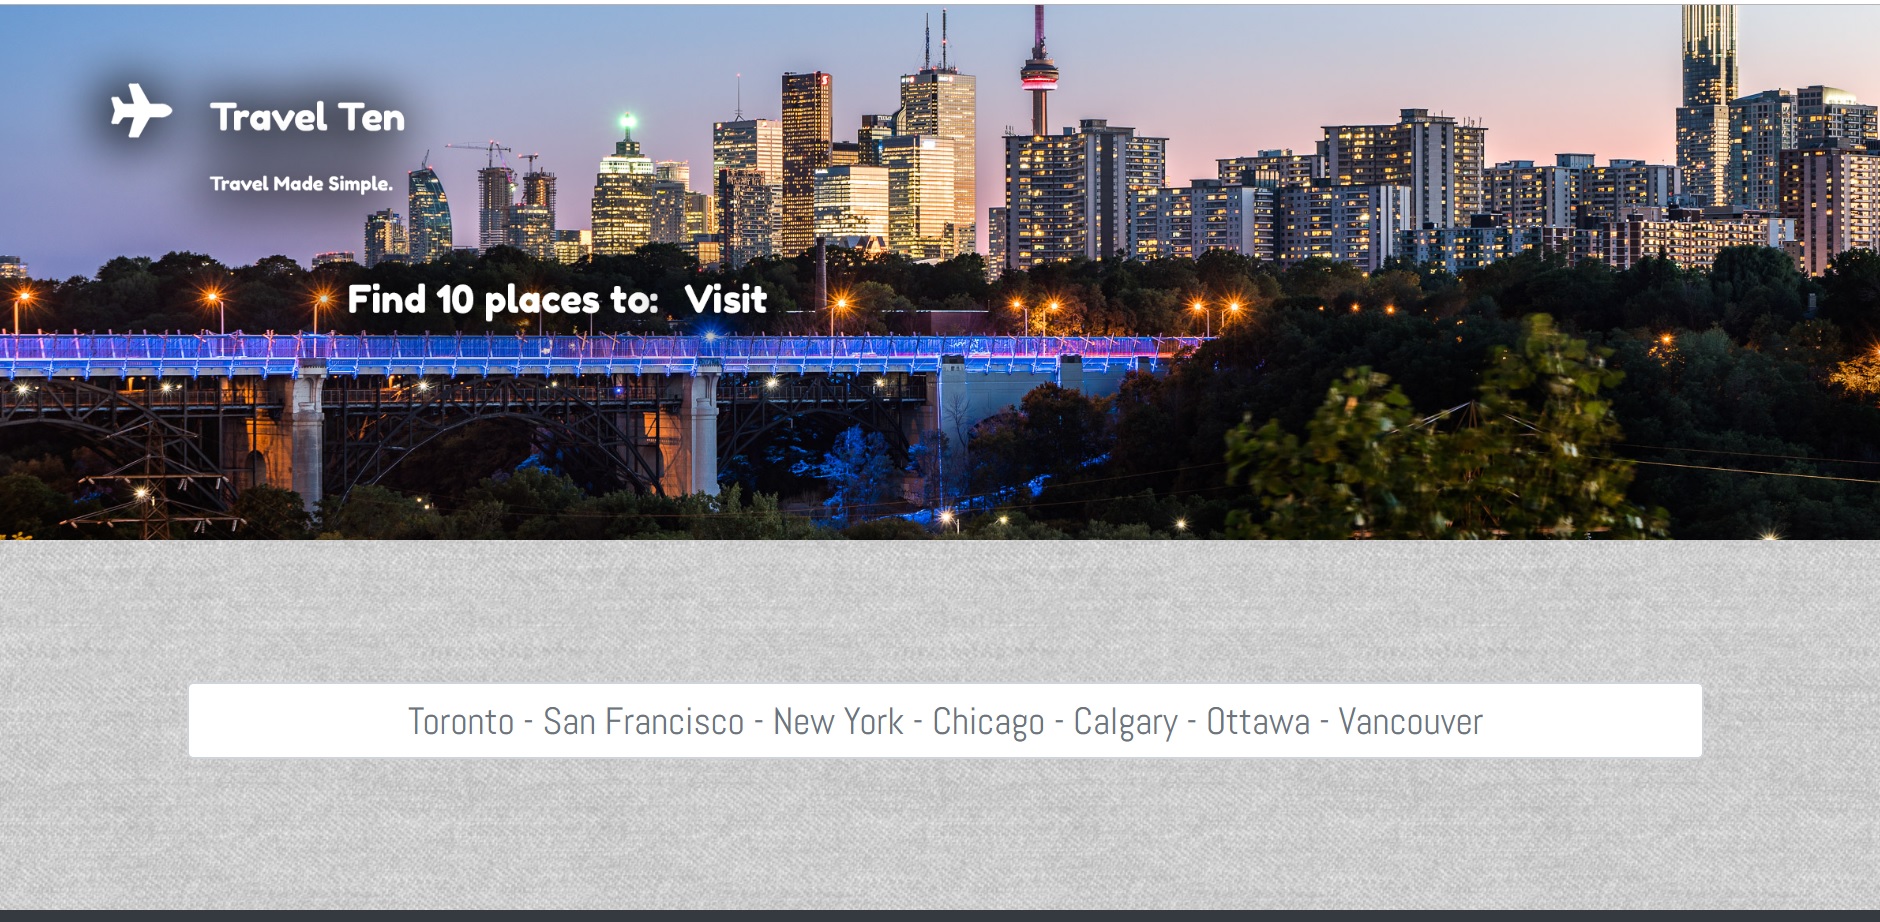 Travel Ten
Travel Made Simple.
Find 10 places to: Visit
Toronto - San Francisco - New York - Chicago - Calgary - Ottawa - Vancouver